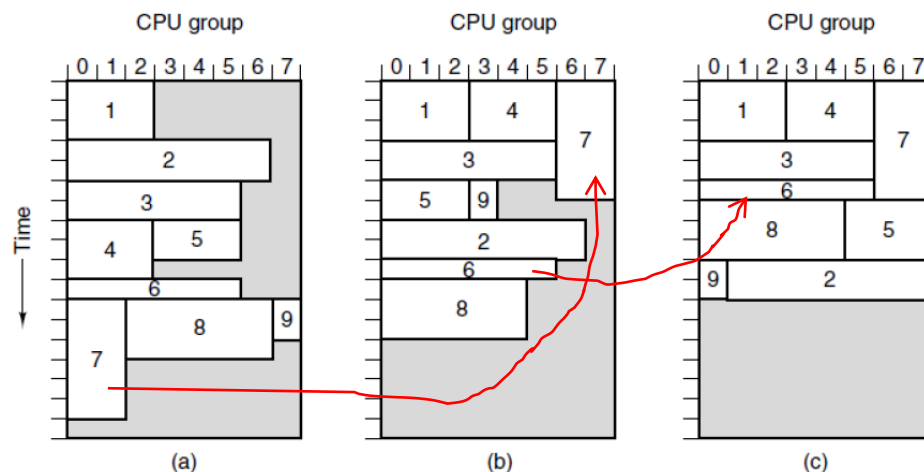 CPU group CPU group CPU group
0 1 2 3 4 5 6 7 0 1 2 3 4 5 6 7 0 1 2 3 4 5 6 7
1 1 4 7 1 4 7
2 3 3
3 5 9 6
4 5 2 8 5
6 6 9 2
7 8 9 8
Time
(a) (b) (c)